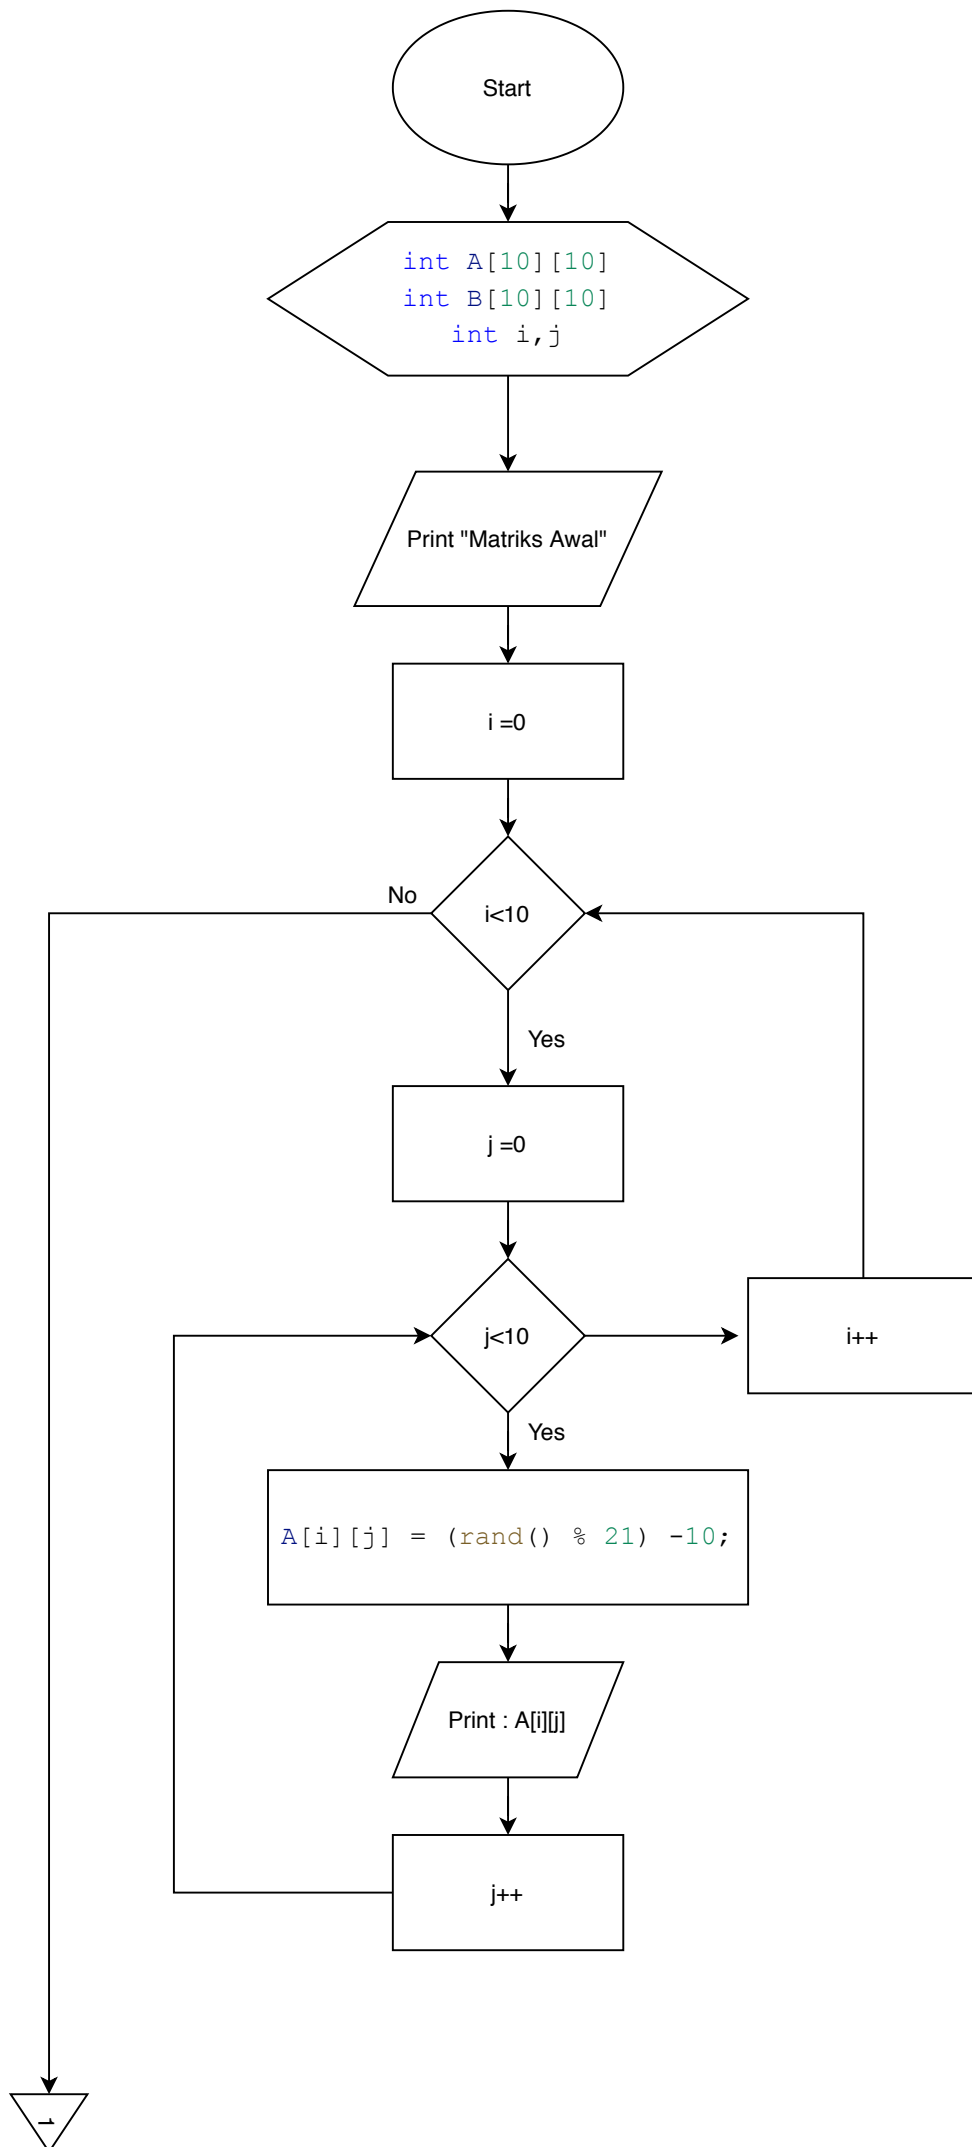 Start
int A[10][10]
int B[10][10]
int i,j
Print "Matriks Awal"
i =0
No
i<10
Yes
j =0
j<10
i++
Yes
A[i][j] = (rand() % 21) -10;
Print : A[i][j]
j++
1